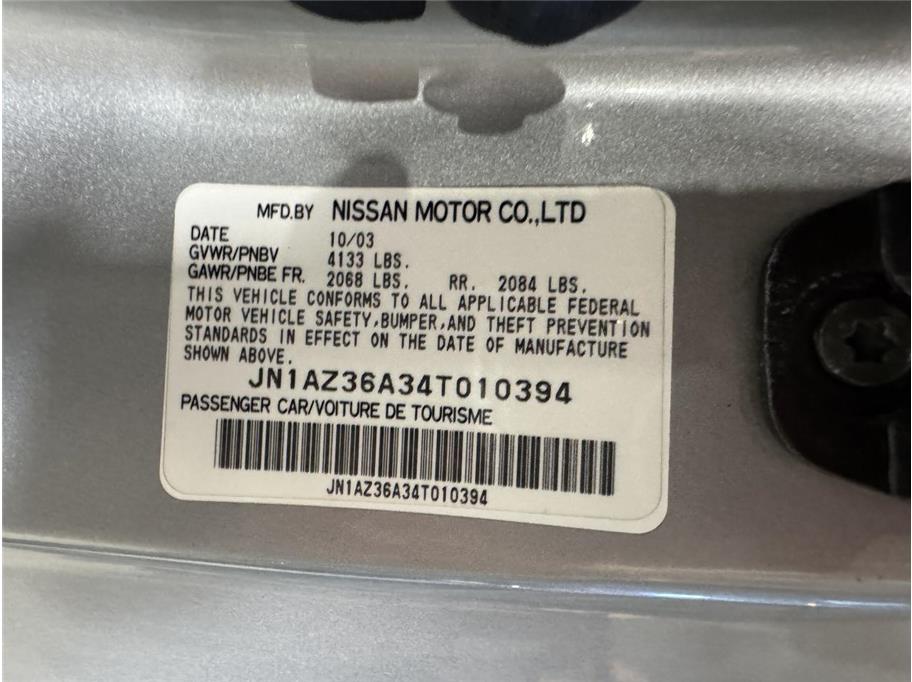 MFD.BY NISSAN MOTOR CO.,LTD
DATE 10/03
GVWR/PNBV 4133 LBS.
GAWR/PNBE FR. 2068 LBS. RR. 2084 LBS.
THIS VEHICLE CONFORMS TO ALL APPLICABLE FEDERAL
MOTOR VEHICLE SAFETY,BUMPER,AND THEFT PREVENTION
STANDARDS IN EFFECT ON THE DATE OF MANUFACTURE
SHOWN ABOVE.
JN1AZ36A34T010394
PASSENGER CAR/VOITURE DE TOURISME
JN1AZ36A34T010394